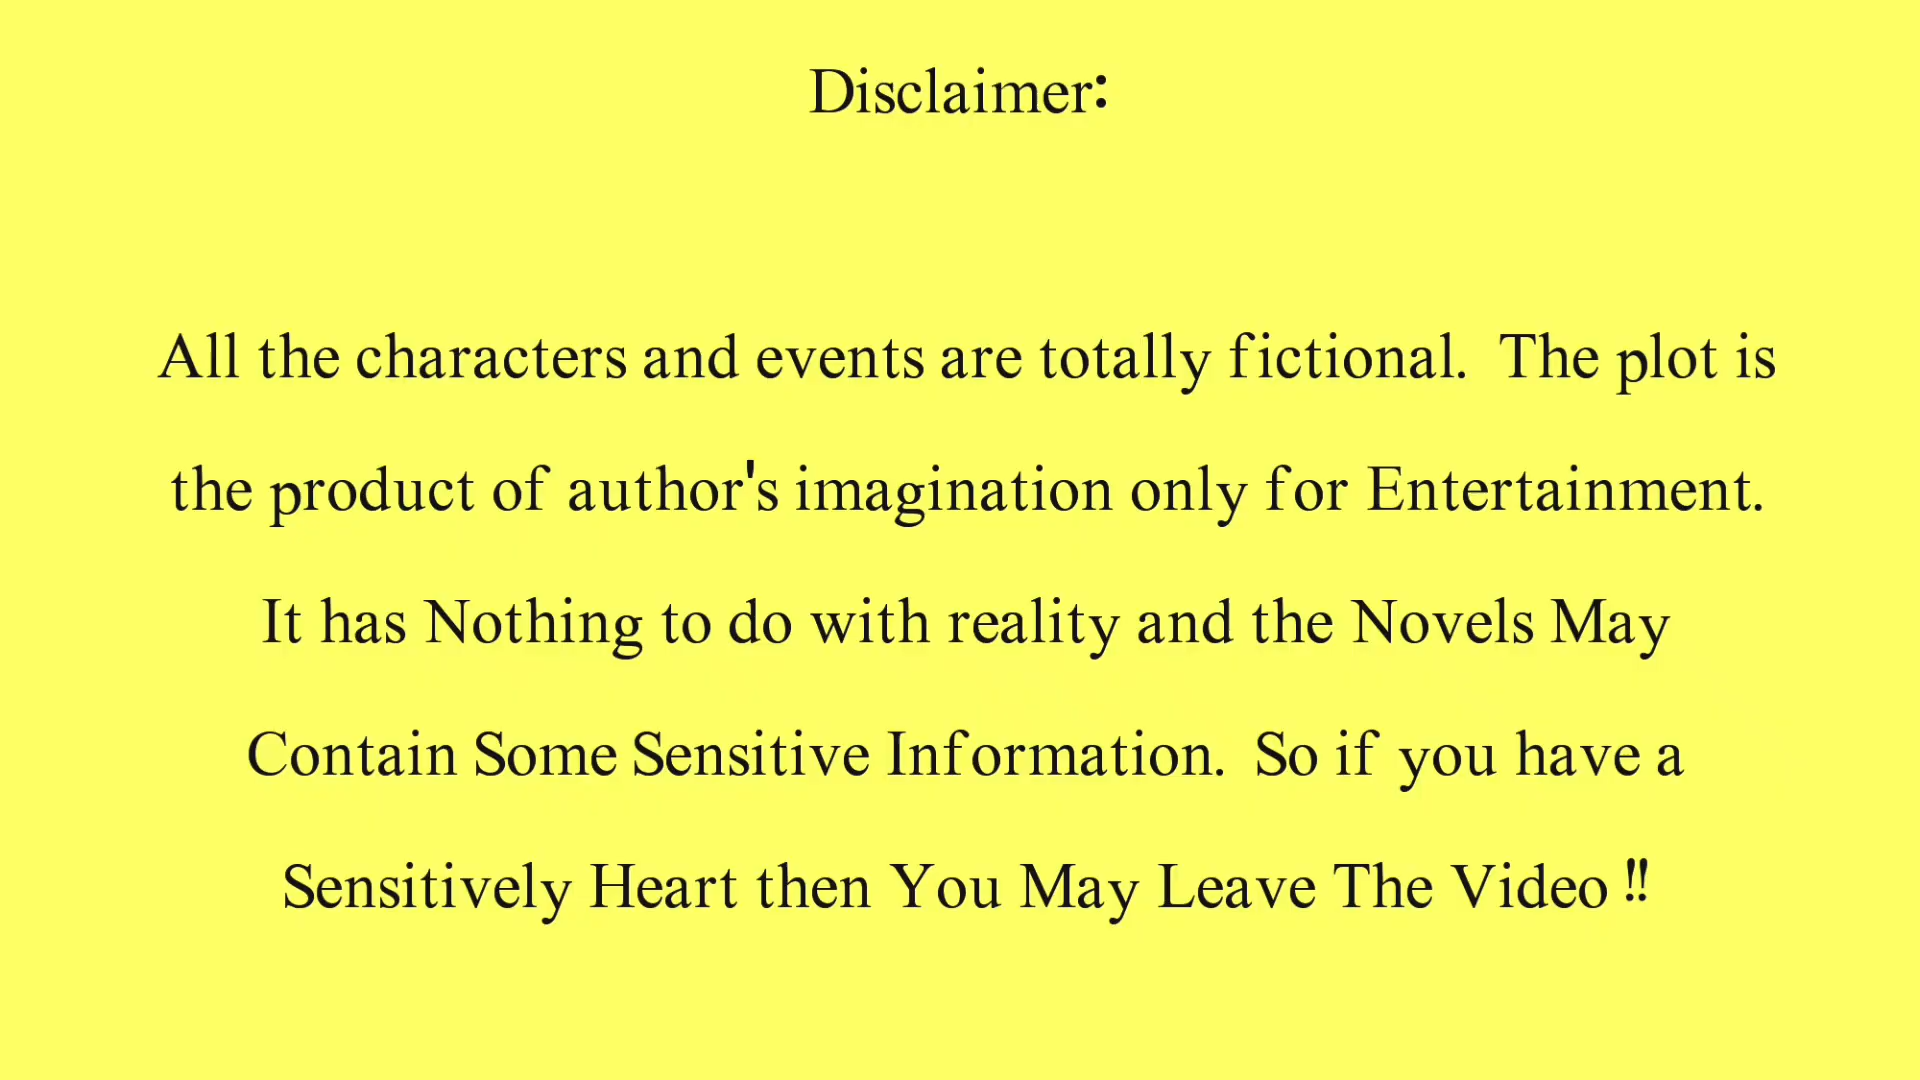 Disclaimer:
All the characters and events are totally fictional. The plot is
the product of author's imagination only for Entertainment.
It has Nothing to do with reality and the Novels May
Contain Some Sensitive Information. So if you have a
Sensitively Heart then You May Leave The Video !!